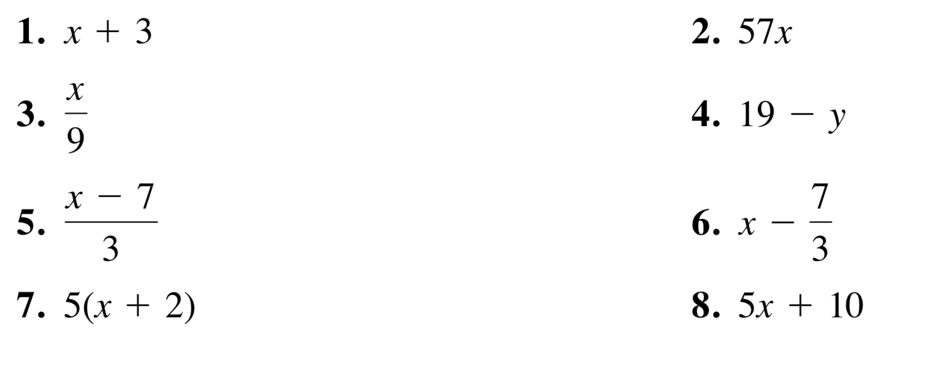 1. x + 3
2. 57x
3. x/9
4. 19 − y
5. (x − 7)/3
6. x − 7/3
7. 5(x + 2)
8. 5x + 10